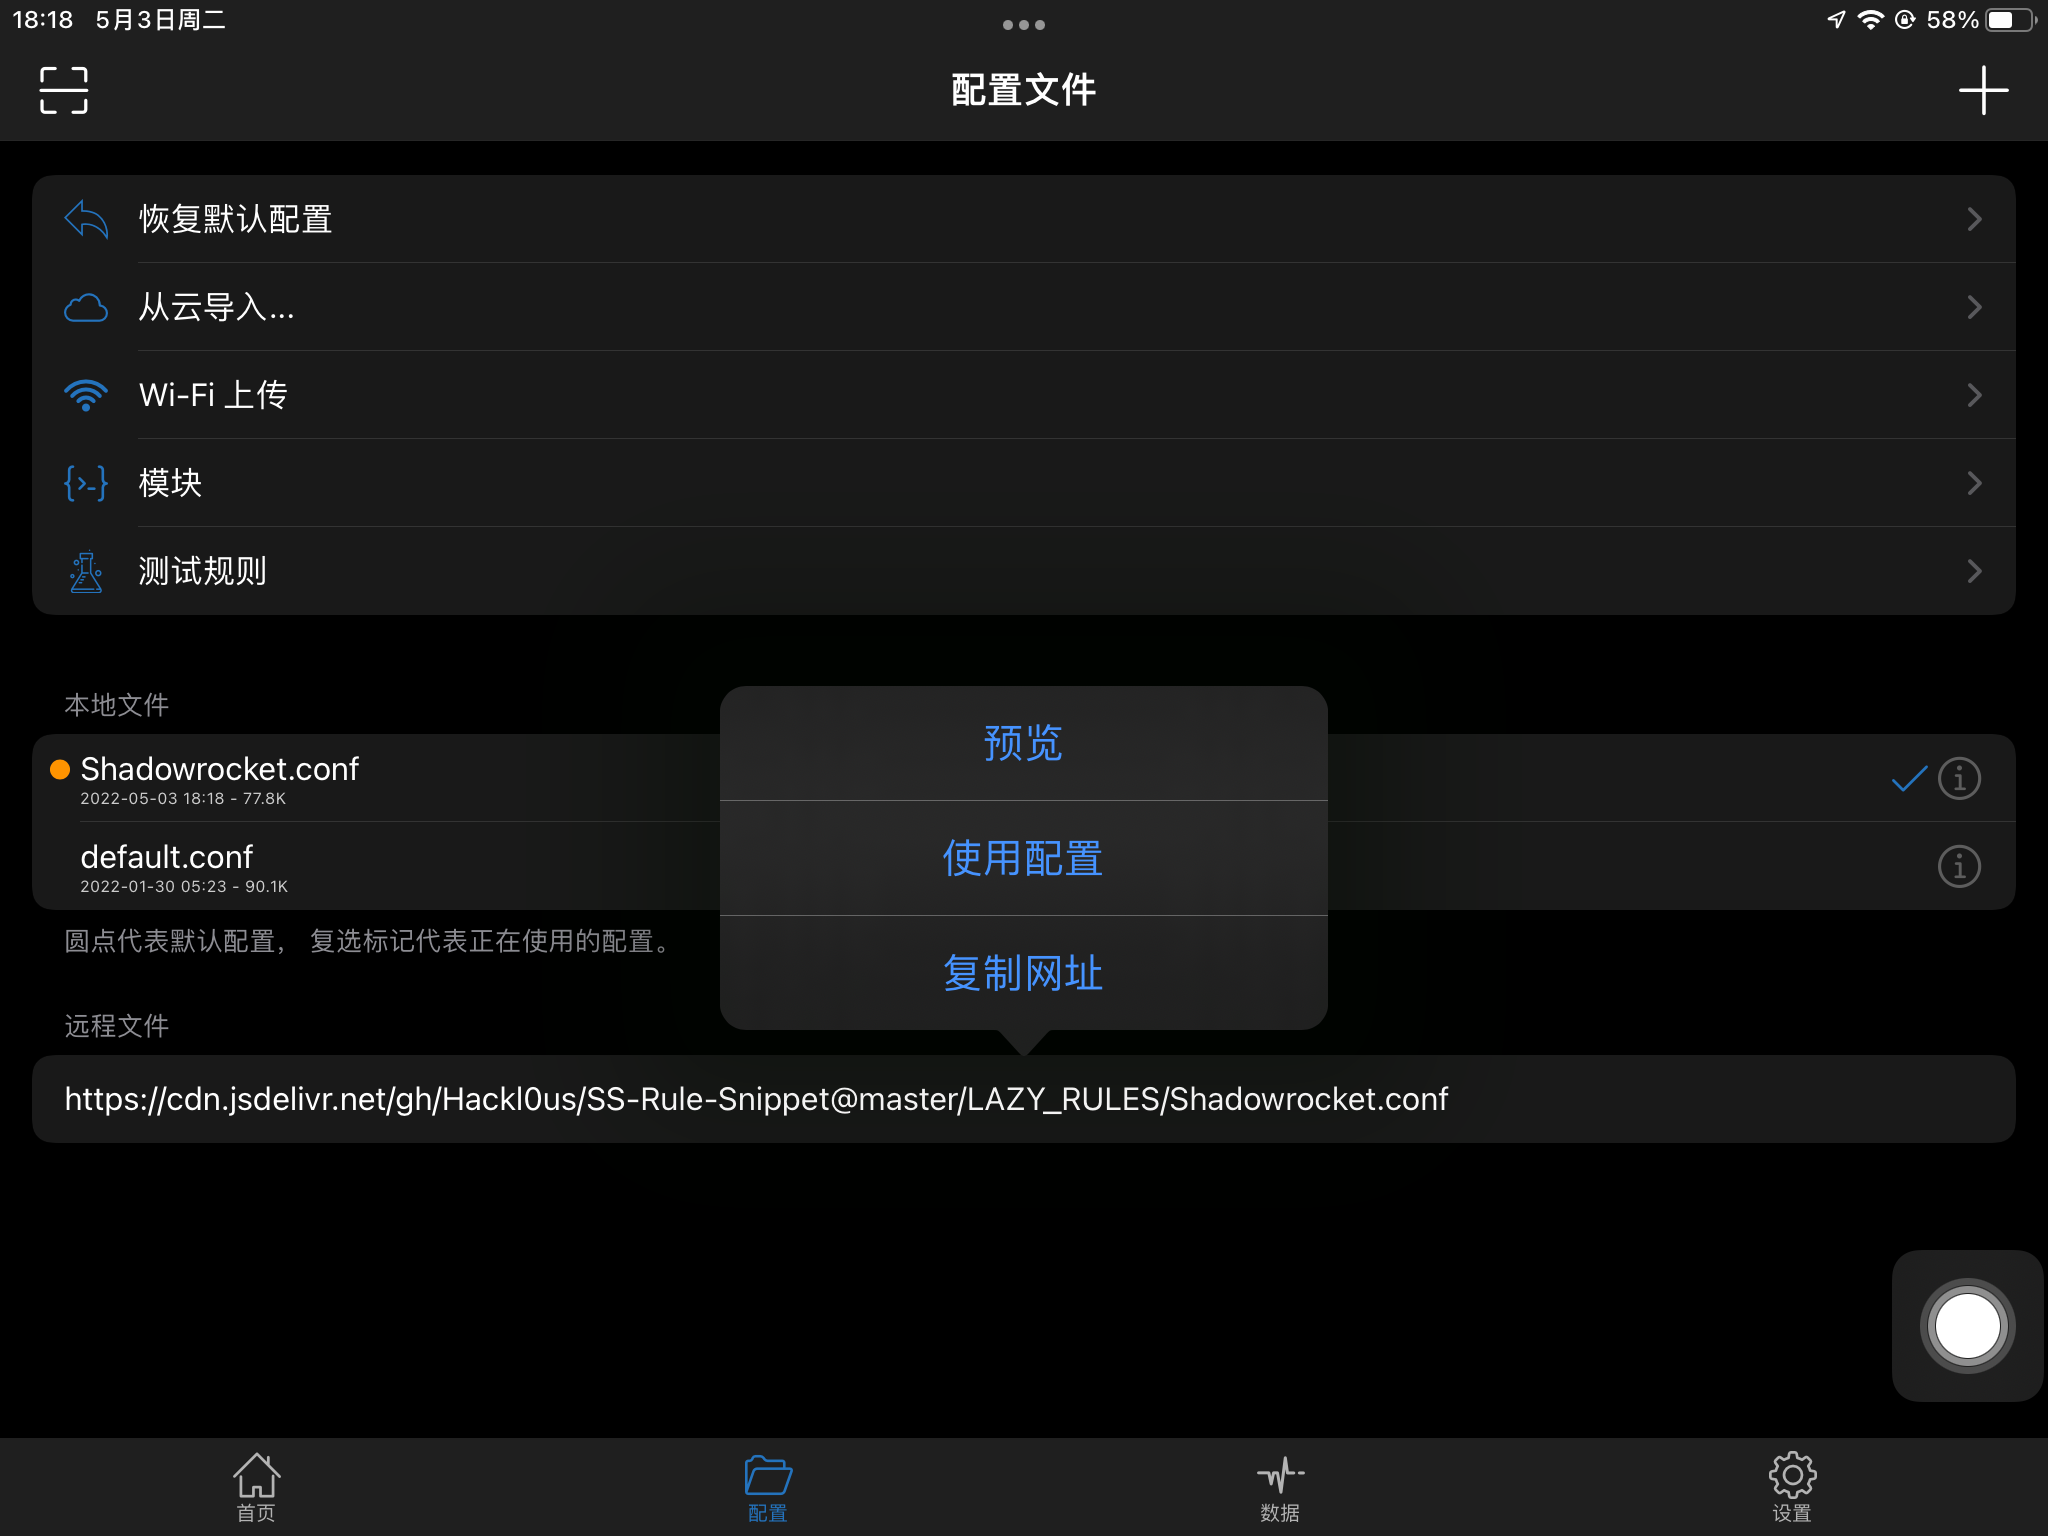 18:18 5月3日周二
58%
配置文件
恢复默认配置
从云导入...
Wi-Fi 上传
模块
测试规则
本地文件
Shadowrocket.conf
2022-05-03 18:18 - 77.8K
default.conf
2022-01-30 05:23 - 90.1K
圆点代表默认配置， 复选标记代表正在使用的配置。
预览
使用配置
复制网址
远程文件
https://cdn.jsdelivr.net/gh/Hackl0us/SS-Rule-Snippet@master/LAZY_RULES/Shadowrocket.conf
首页
配置
数据
设置